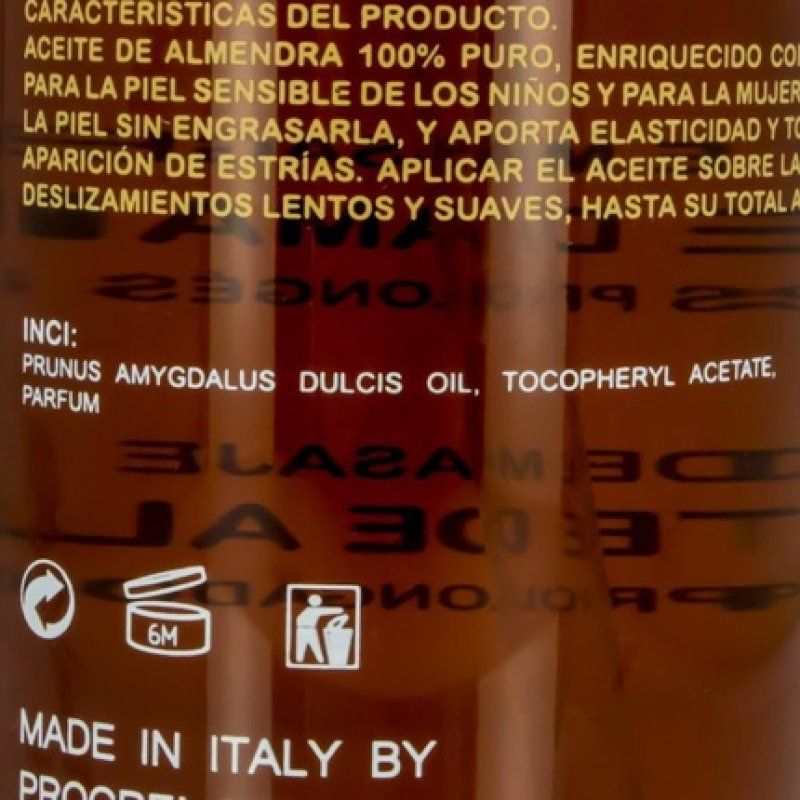 CARACTERÍSTICAS DEL PRODUCTO.
ACEITE DE ALMENDRA 100% PURO, ENRIQUECIDO CO
PARA LA PIEL SENSIBLE DE LOS NIÑOS Y PARA LA MUJER
LA PIEL SIN ENGRASARLA, Y APORTA ELASTICIDAD Y TO
APARICIÓN DE ESTRÍAS. APLICAR EL ACEITE SOBRE LA
DESLIZAMIENTOS LENTOS Y SUAVES, HASTA SU TOTAL A
INCI:
PRUNUS AMYGDALUS DULCIS OIL, TOCOPHERYL ACETATE,
PARFUM
6M
MADE IN ITALY BY